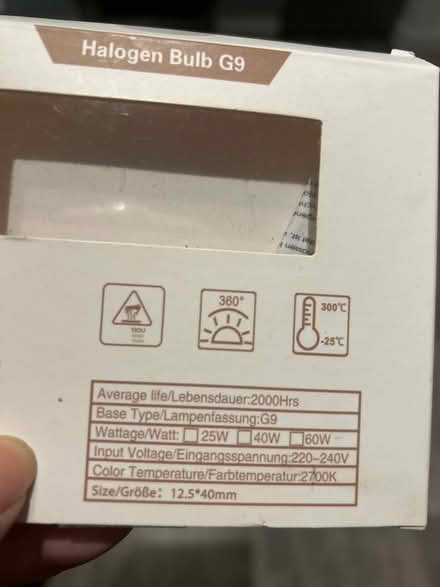 Halogen Bulb G9
360°
300℃
-25℃
Average life/Lebensdauer:2000Hrs
Base Type/Lampenfassung:G9
Wattage/Watt: 25W 40W 60W
Input Voltage/Eingangsspannung:220-240V
Color Temperature/Farbtemperatur:2700K
Size/Größe: 12.5*40mm